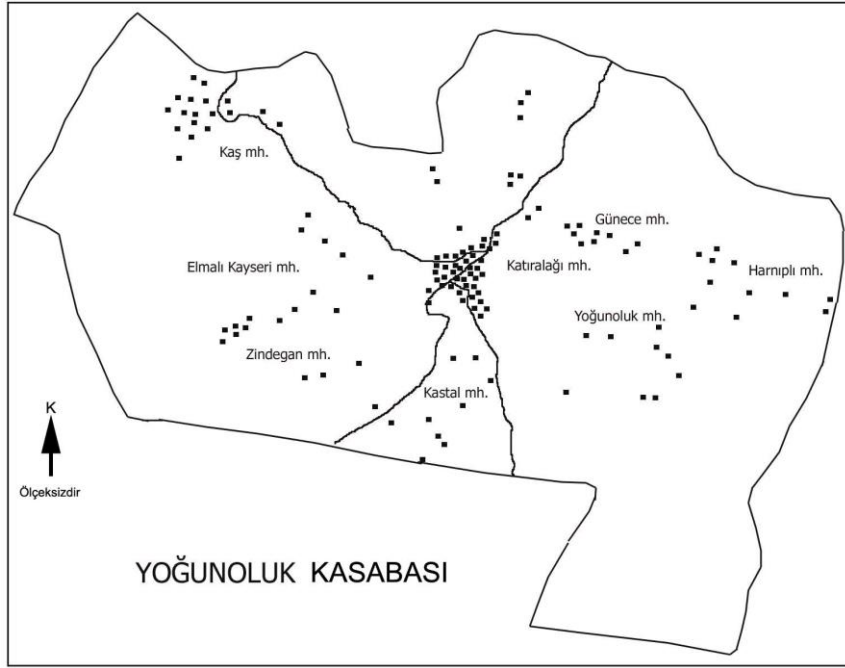 Kaş mh.
Günece mh.
Elmalı Kayseri mh.
Katıralağı mh.
Harnıplı mh.
Yoğunoluk mh.
Zindegan mh.
Kastal mh.
K
Ölçeksizdir
YOĞUNOLUK KASABASI